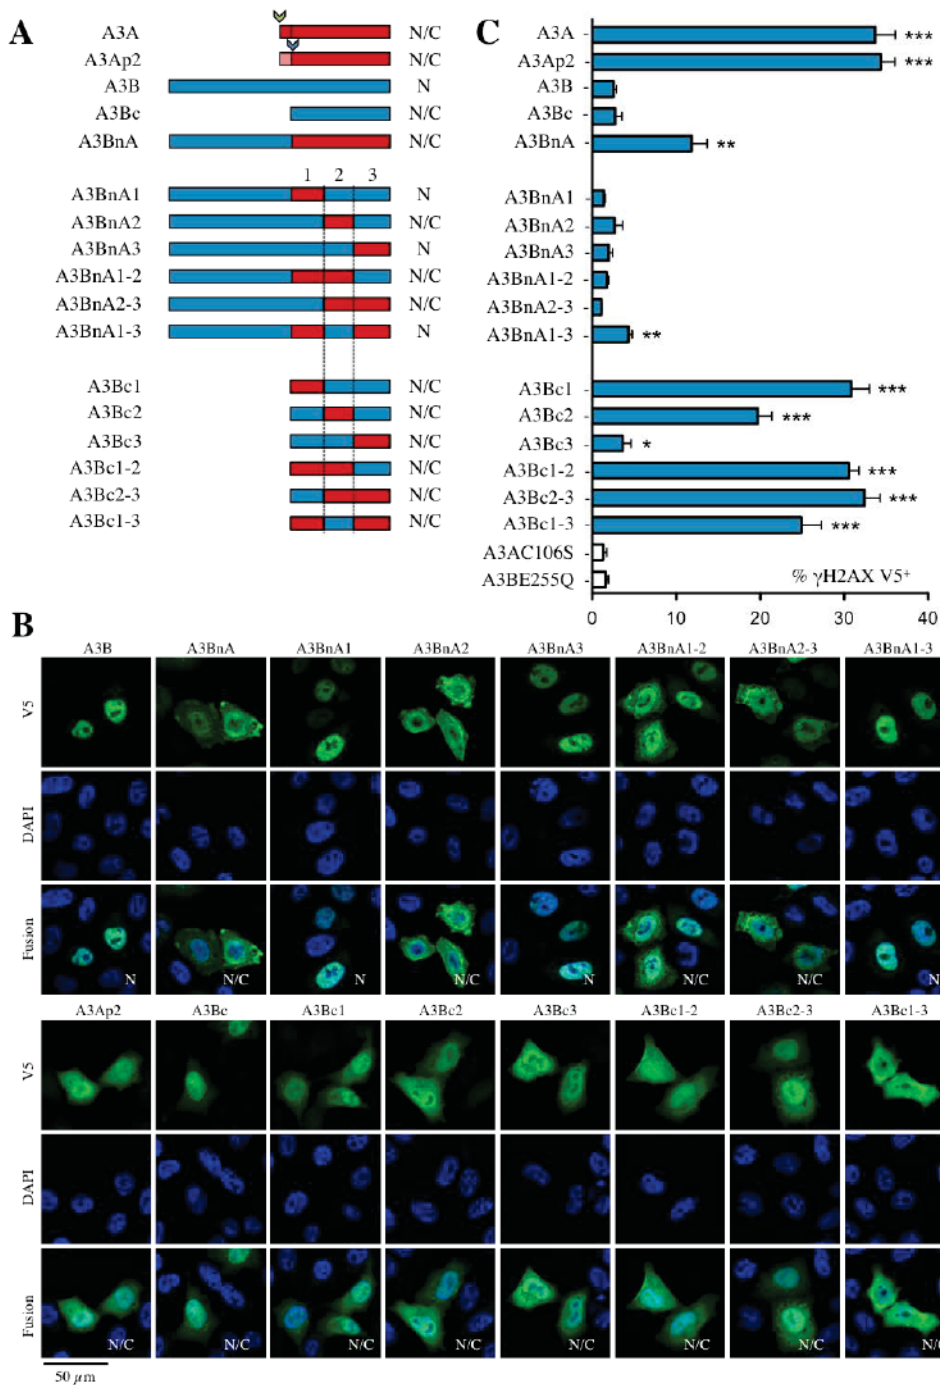 A
A3A N/C
A3Ap2 N/C
A3B N
A3Bc N/C
A3BnA N/C
1 2 3
A3BnA1 N
A3BnA2 N/C
A3BnA3 N
A3BnA1-2 N/C
A3BnA2-3 N/C
A3BnA1-3 N
A3Bc1 N/C
A3Bc2 N/C
A3Bc3 N/C
A3Bc1-2 N/C
A3Bc2-3 N/C
A3Bc1-3 N/C
C
A3A ***
A3Ap2 ***
A3B
A3Bc
A3BnA **
A3BnA1
A3BnA2
A3BnA3
A3BnA1-2
A3BnA2-3
A3BnA1-3 **
A3Bc1 ***
A3Bc2 ***
A3Bc3 *
A3Bc1-2 ***
A3Bc2-3 ***
A3Bc1-3 ***
A3AC106S
A3BE255Q % γH2AX V5+
0 10 20 30 40
B
A3B A3BnA A3BnA1 A3BnA2 A3BnA3 A3BnA1-2 A3BnA2-3 A3BnA1-3
V5
DAPI
Fusion
N N/C N N/C N N/C N/C N
A3Ap2 A3Bc A3Bc1 A3Bc2 A3Bc3 A3Bc1-2 A3Bc2-3 A3Bc1-3
V5
DAPI
Fusion
N/C N/C N/C N/C N/C N/C N/C N/C
50 µm